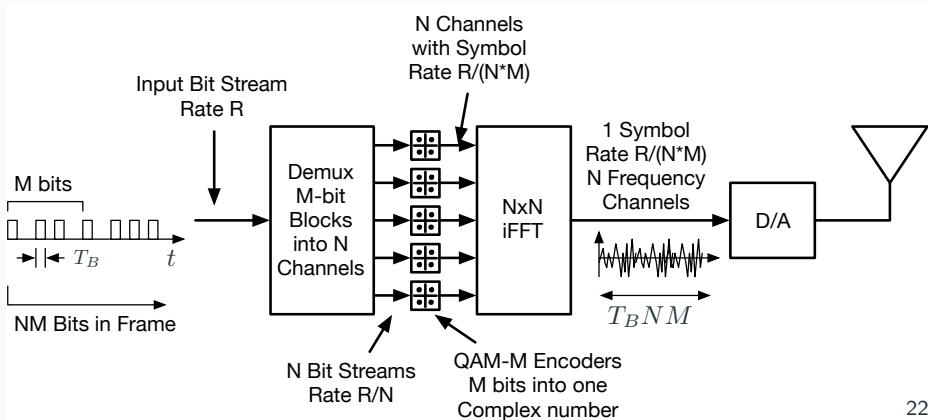 N Channels
with Symbol
Rate R/(N*M)
Input Bit Stream
Rate R
M bits
T_B
t
NM Bits in Frame
Demux
M-bit
Blocks
into N
Channels
NxN
iFFT
1 Symbol
Rate R/(N*M)
N Frequency
Channels
D/A
T_B N M
N Bit Streams
Rate R/N
QAM-M Encoders
M bits into one
Complex number
22